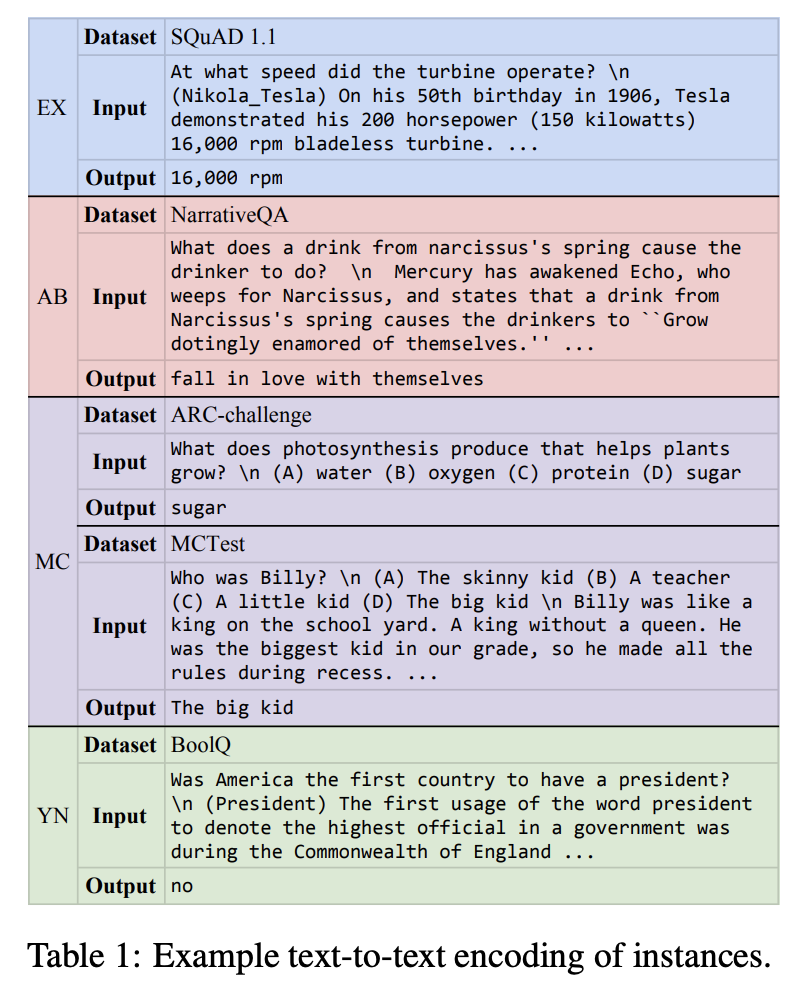 EX
Dataset SQuAD 1.1
Input
At what speed did the turbine operate? \n
(Nikola_Tesla) On his 50th birthday in 1906, Tesla
demonstrated his 200 horsepower (150 kilowatts)
16,000 rpm bladeless turbine. ...
Output 16,000 rpm
AB
Dataset NarrativeQA
Input
What does a drink from narcissus's spring cause the
drinker to do? \n Mercury has awakened Echo, who
weeps for Narcissus, and states that a drink from
Narcissus's spring causes the drinkers to ``Grow
dotingly enamored of themselves.'' ...
Output fall in love with themselves
MC
Dataset ARC-challenge
Input
What does photosynthesis produce that helps plants
grow? \n (A) water (B) oxygen (C) protein (D) sugar
Output sugar
Dataset MCTest
Input
Who was Billy? \n (A) The skinny kid (B) A teacher
(C) A little kid (D) The big kid \n Billy was like a
king on the school yard. A king without a queen. He
was the biggest kid in our grade, so he made all the
rules during recess. ...
Output The big kid
YN
Dataset BoolQ
Input
Was America the first country to have a president?
\n (President) The first usage of the word president
to denote the highest official in a government was
during the Commonwealth of England ...
Output no
Table 1: Example text-to-text encoding of instances.